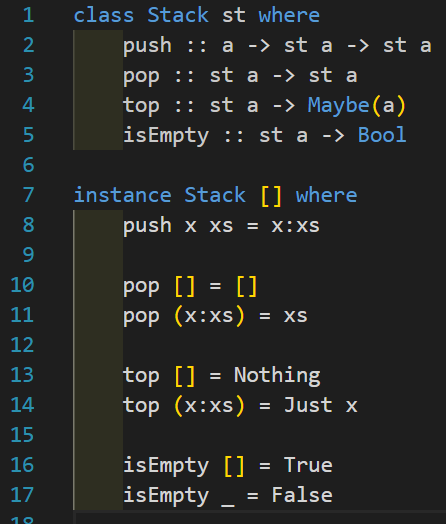 1 class Stack st where
2     push :: a -> st a -> st a
3     pop :: st a -> st a
4     top :: st a -> Maybe(a)
5     isEmpty :: st a -> Bool
6
7 instance Stack [] where
8     push x xs = x:xs
9
10     pop [] = []
11     pop (x:xs) = xs
12
13     top [] = Nothing
14     top (x:xs) = Just x
15
16     isEmpty [] = True
17     isEmpty _ = False
18